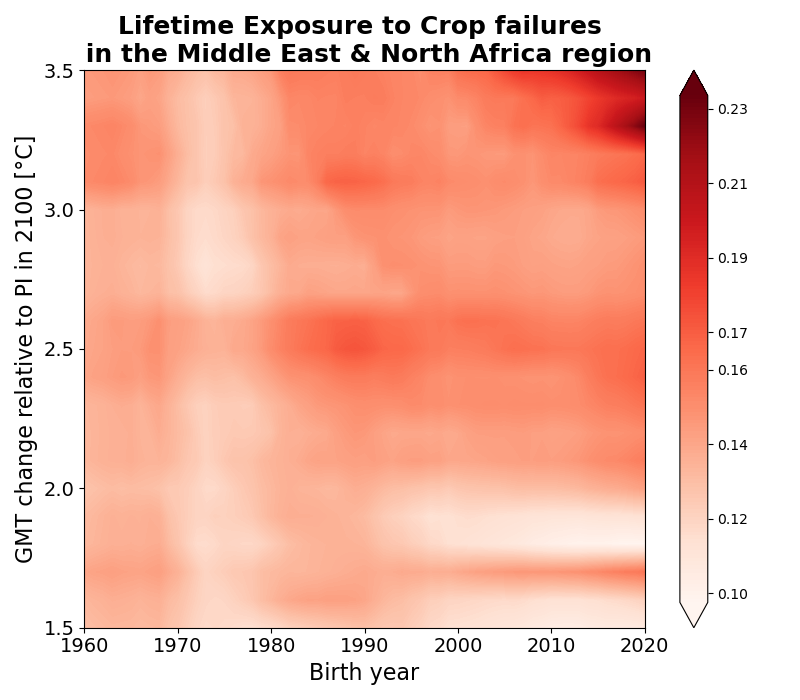 Lifetime Exposure to Crop failures
in the Middle East & North Africa region
GMT change relative to PI in 2100 [°C]
3.5
3.0
2.5
2.0
1.5
1960 1970 1980 1990 2000 2010 2020
Birth year
0.23
0.21
0.19
0.17
0.16
0.14
0.12
0.10